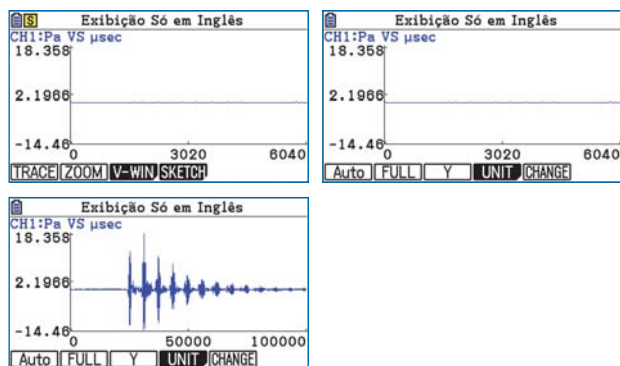 S Exibição Só em Inglês
CH1:Pa VS µsec
18.358
2.1966
-14.46
0 3020 6040
TRACE ZOOM V-WIN SKETCH
Exibição Só em Inglês
CH1:Pa VS µsec
18.358
2.1966
-14.46
0 3020 6040
Auto FULL Y UNIT CHANGE
Exibição Só em Inglês
CH1:Pa VS µsec
18.358
2.1966
-14.46
0 50000 100000
Auto FULL Y UNIT CHANGE